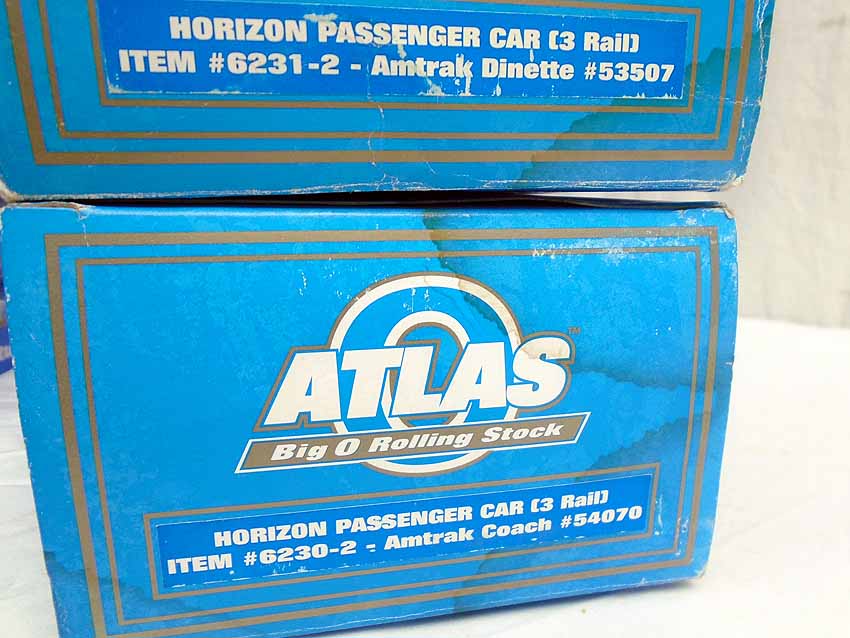 HORIZON PASSENGER CAR (3 Rail)
ITEM #6231-2 - Amtrak Dinette #53507
ATLAS™
O
Big O Rolling Stock
HORIZON PASSENGER CAR (3 Rail)
ITEM #6230-2 - Amtrak Coach #54070